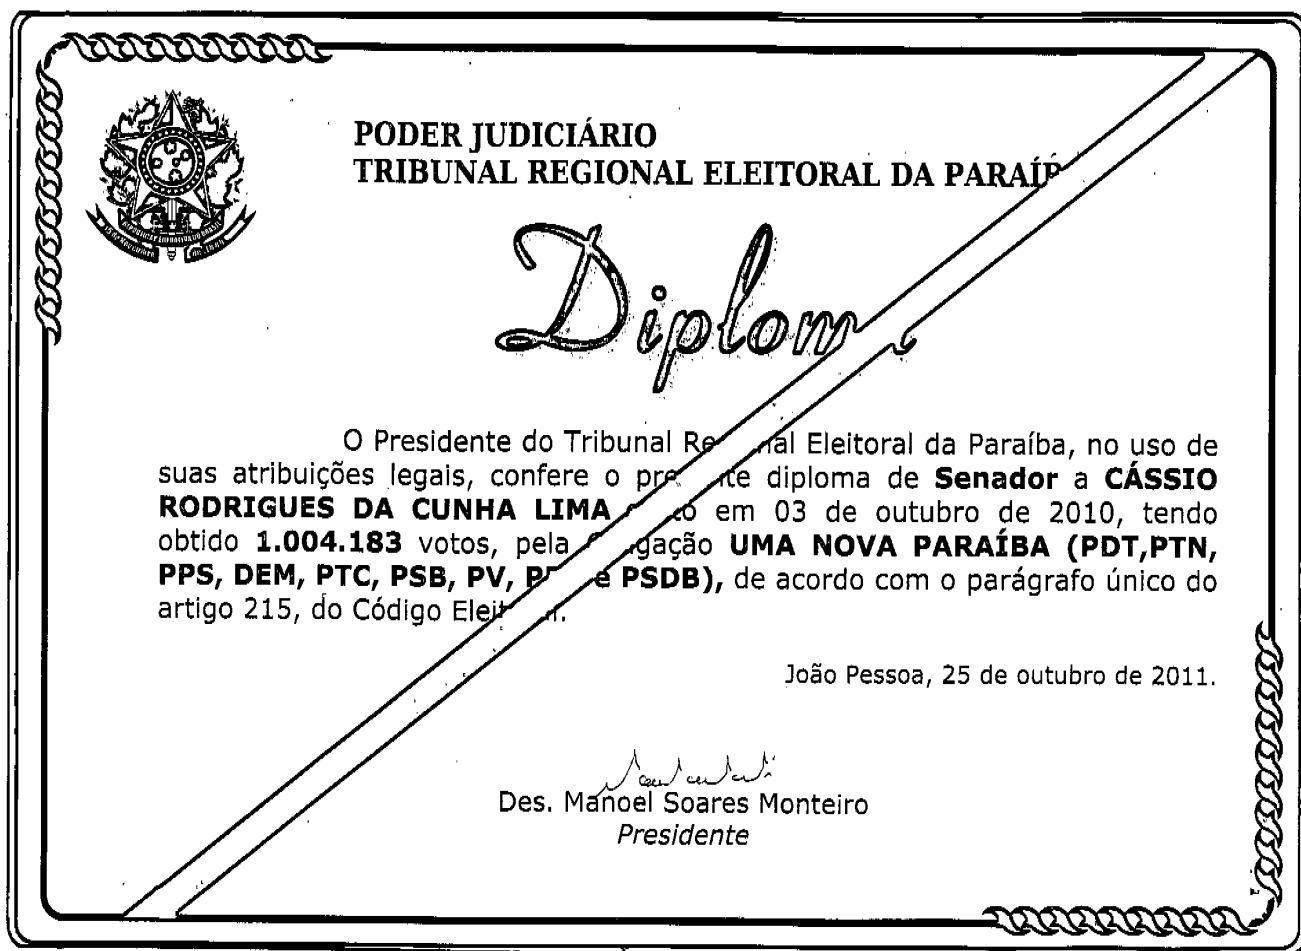 PODER JUDICIÁRIO
TRIBUNAL REGIONAL ELEITORAL DA
Diplom
O Presidente do Tribunal Eleitoral da Paraíba, no uso de
suas atribuições legais, confere o diploma de Senador a CÁSSIO
RODRIGUES DA CUNHA LIMA em 03 de outubro de 2010, tendo
obtido 1.004.183 votos, pela UMA NOVA PARAÍBA (PDT,PTN,
PPS, DEM, PTC, PSB, PV, e PSDB), de acordo com o parágrafo único do
artigo 215, do Código
João Pessoa, 25 de outubro de 2011.
Des. Manoel Soares Monteiro
Presidente